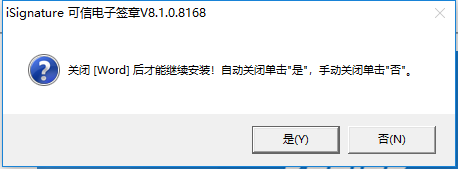 iSignature 可信电子签章V8.1.0.8168
关闭 [Word] 后才能继续安装！自动关闭单击"是"，手动关闭单击"否"。
是(Y)
否(N)